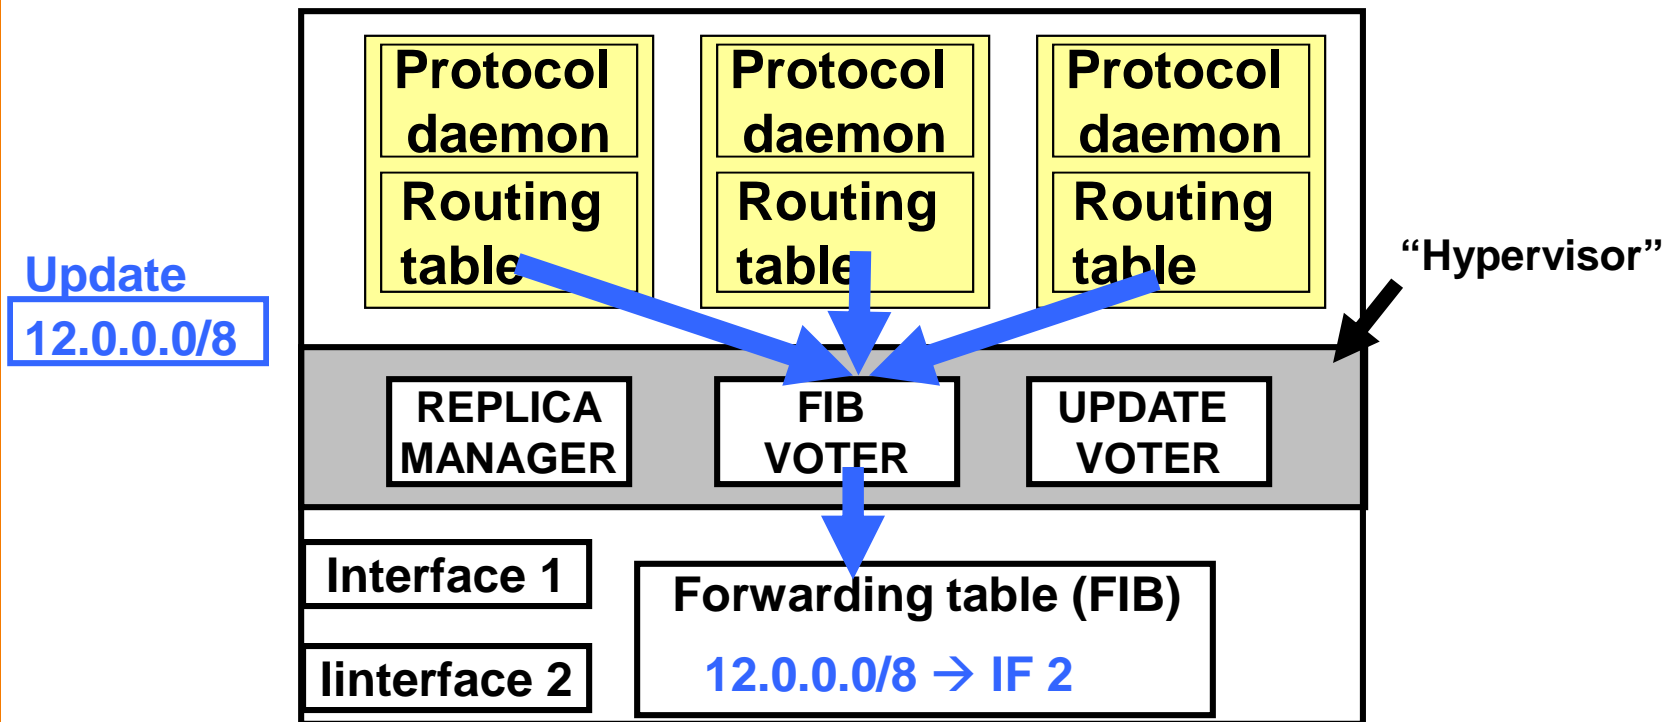 Protocol
daemon
Routing
table
Protocol
daemon
Routing
table
Protocol
daemon
Routing
table
Update
12.0.0.0/8
“Hypervisor”
REPLICA
MANAGER
FIB
VOTER
UPDATE
VOTER
Interface 1
Iinterface 2
Forwarding table (FIB)
12.0.0.0/8 → IF 2